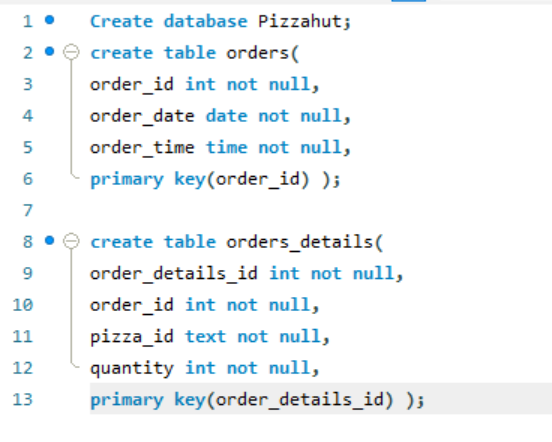 1 Create database Pizzahut;
2 create table orders(
3 order_id int not null,
4 order_date date not null,
5 order_time time not null,
6 primary key(order_id) );
7
8 create table orders_details(
9 order_details_id int not null,
10 order_id int not null,
11 pizza_id text not null,
12 quantity int not null,
13 primary key(order_details_id) );